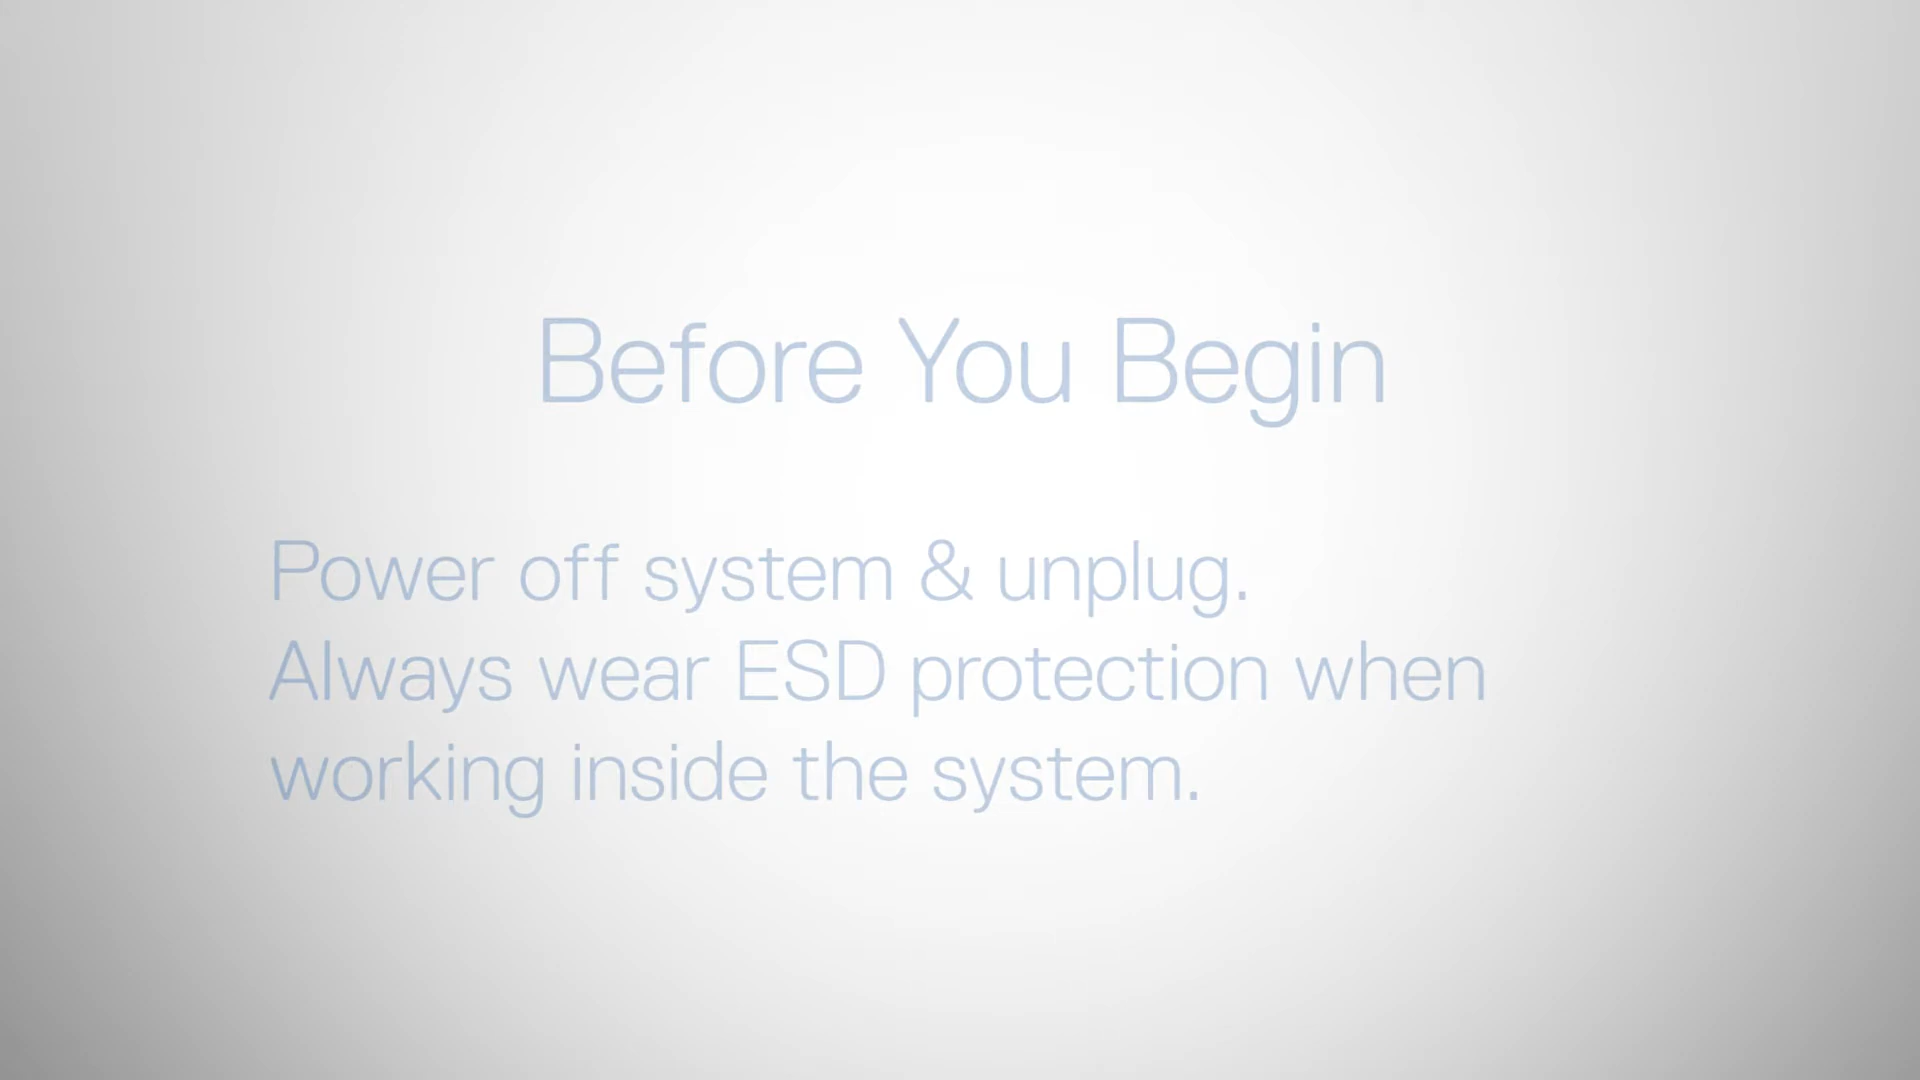 Before You Begin
Power off system & unplug.
Always wear ESD protection when
working inside the system.